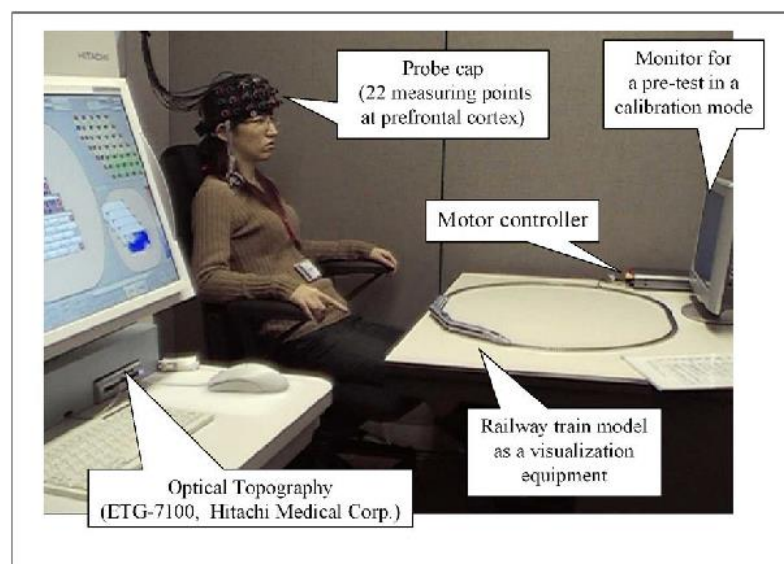 HITACHI
Probe cap
(22 measuring points
at prefrontal cortex)
Monitor for
a pre-test in a
calibration mode
Motor controller
Railway train model
as a visualization
equipment
Optical Topography
(ETG-7100, Hitachi Medical Corp.)